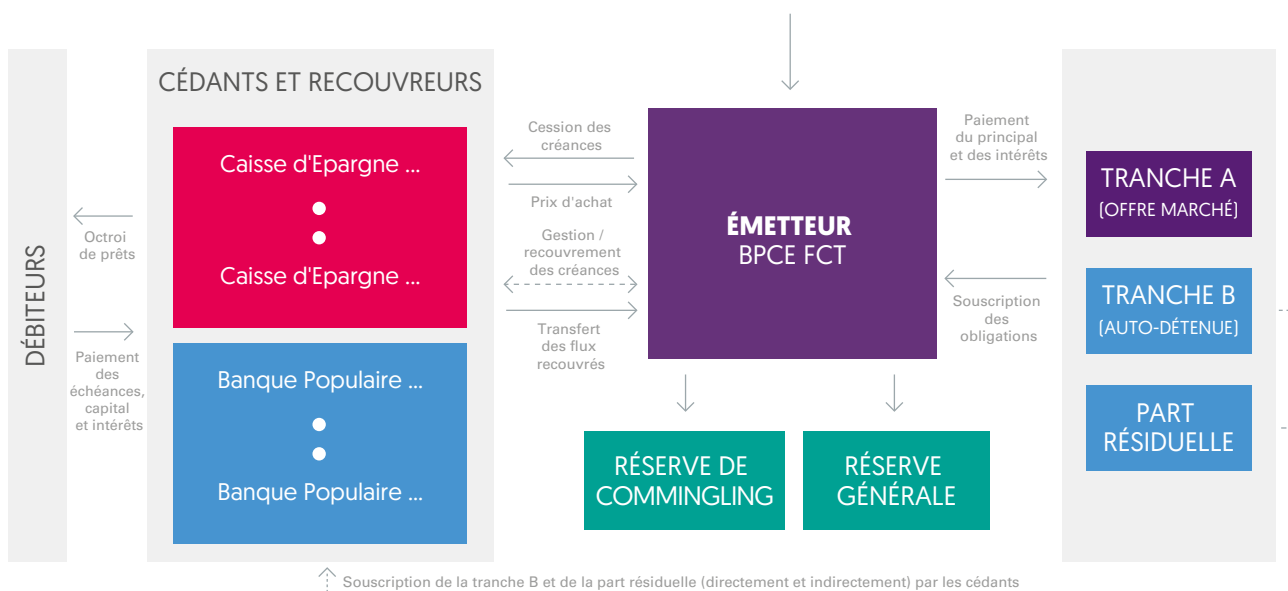 DÉBITEURS
Octroi
de prêts
Paiement
des
échéances,
capital
et intérêts
CÉDANTS ET RECOUVREURS
Caisse d'Epargne ...
Caisse d'Epargne ...
Banque Populaire ...
Banque Populaire ...
Cession des
créances
Prix d'achat
Gestion /
recouvrement
des créances
Transfert
des flux
recouvrés
ÉMETTEUR
BPCE FCT
RÉSERVE DE
COMMINGLING
RÉSERVE
GÉNÉRALE
Paiement
du principal
et des intérêts
Souscription
des
obligations
TRANCHE A
(OFFRE MARCHÉ)
TRANCHE B
(AUTO-DÉTENUE)
PART
RÉSIDUELLE
Souscription de la tranche B et de la part résiduelle (directement et indirectement) par les cédants